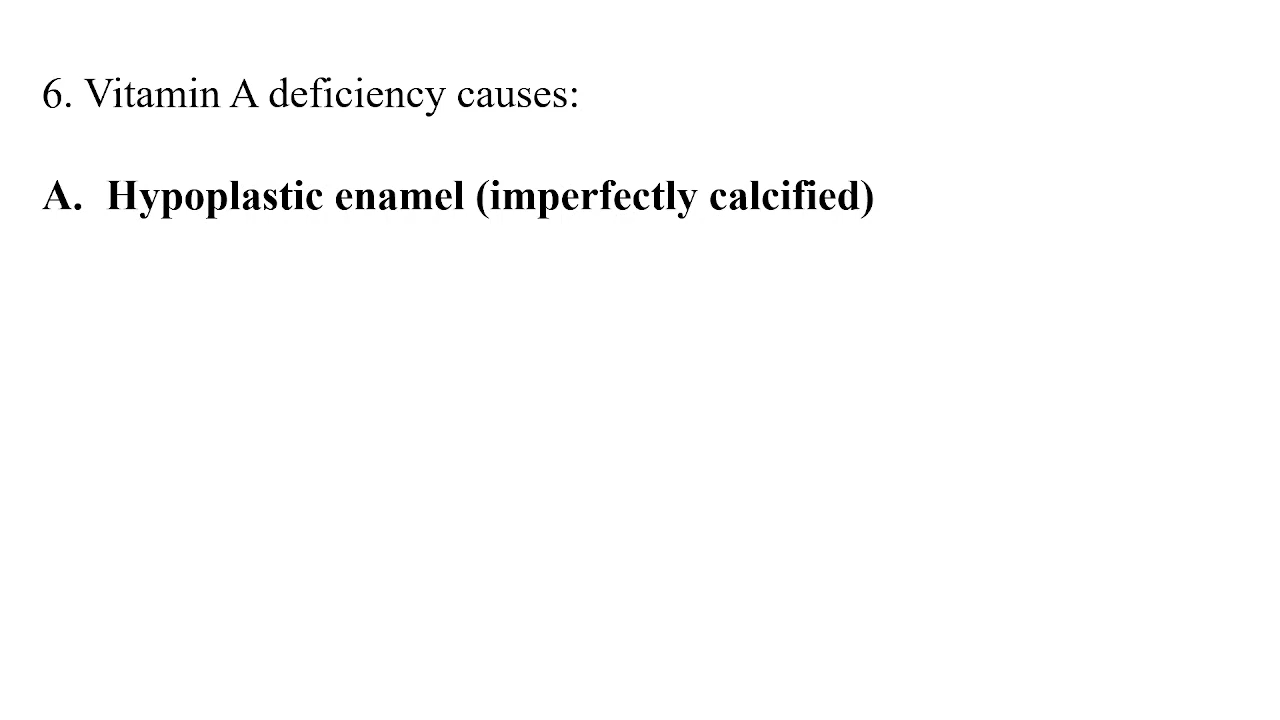 6. Vitamin A deficiency causes:
A. Hypoplastic enamel (imperfectly calcified)